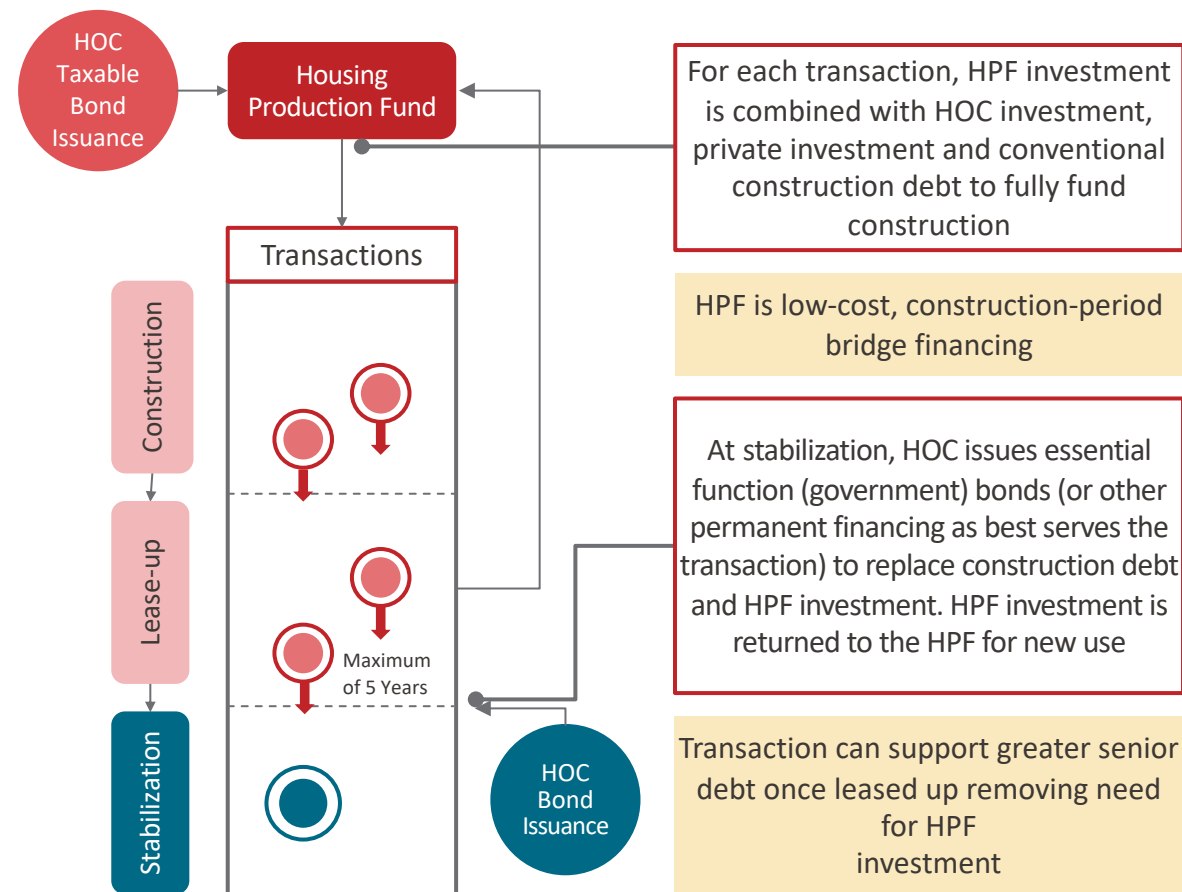 HOC
Taxable
Bond
Issuance
Housing
Production Fund
For each transaction, HPF investment
is combined with HOC investment,
private investment and conventional
construction debt to fully fund
construction
Transactions
HPF is low-cost, construction-period
bridge financing
Construction
At stabilization, HOC issues essential
function (government) bonds (or other
permanent financing as best serves the
transaction) to replace construction debt
and HPF investment. HPF investment is
returned to the HPF for new use
Lease-up
Maximum
of 5 Years
Stabilization
HOC
Bond
Issuance
Transaction can support greater senior
debt once leased up removing need
for HPF
investment